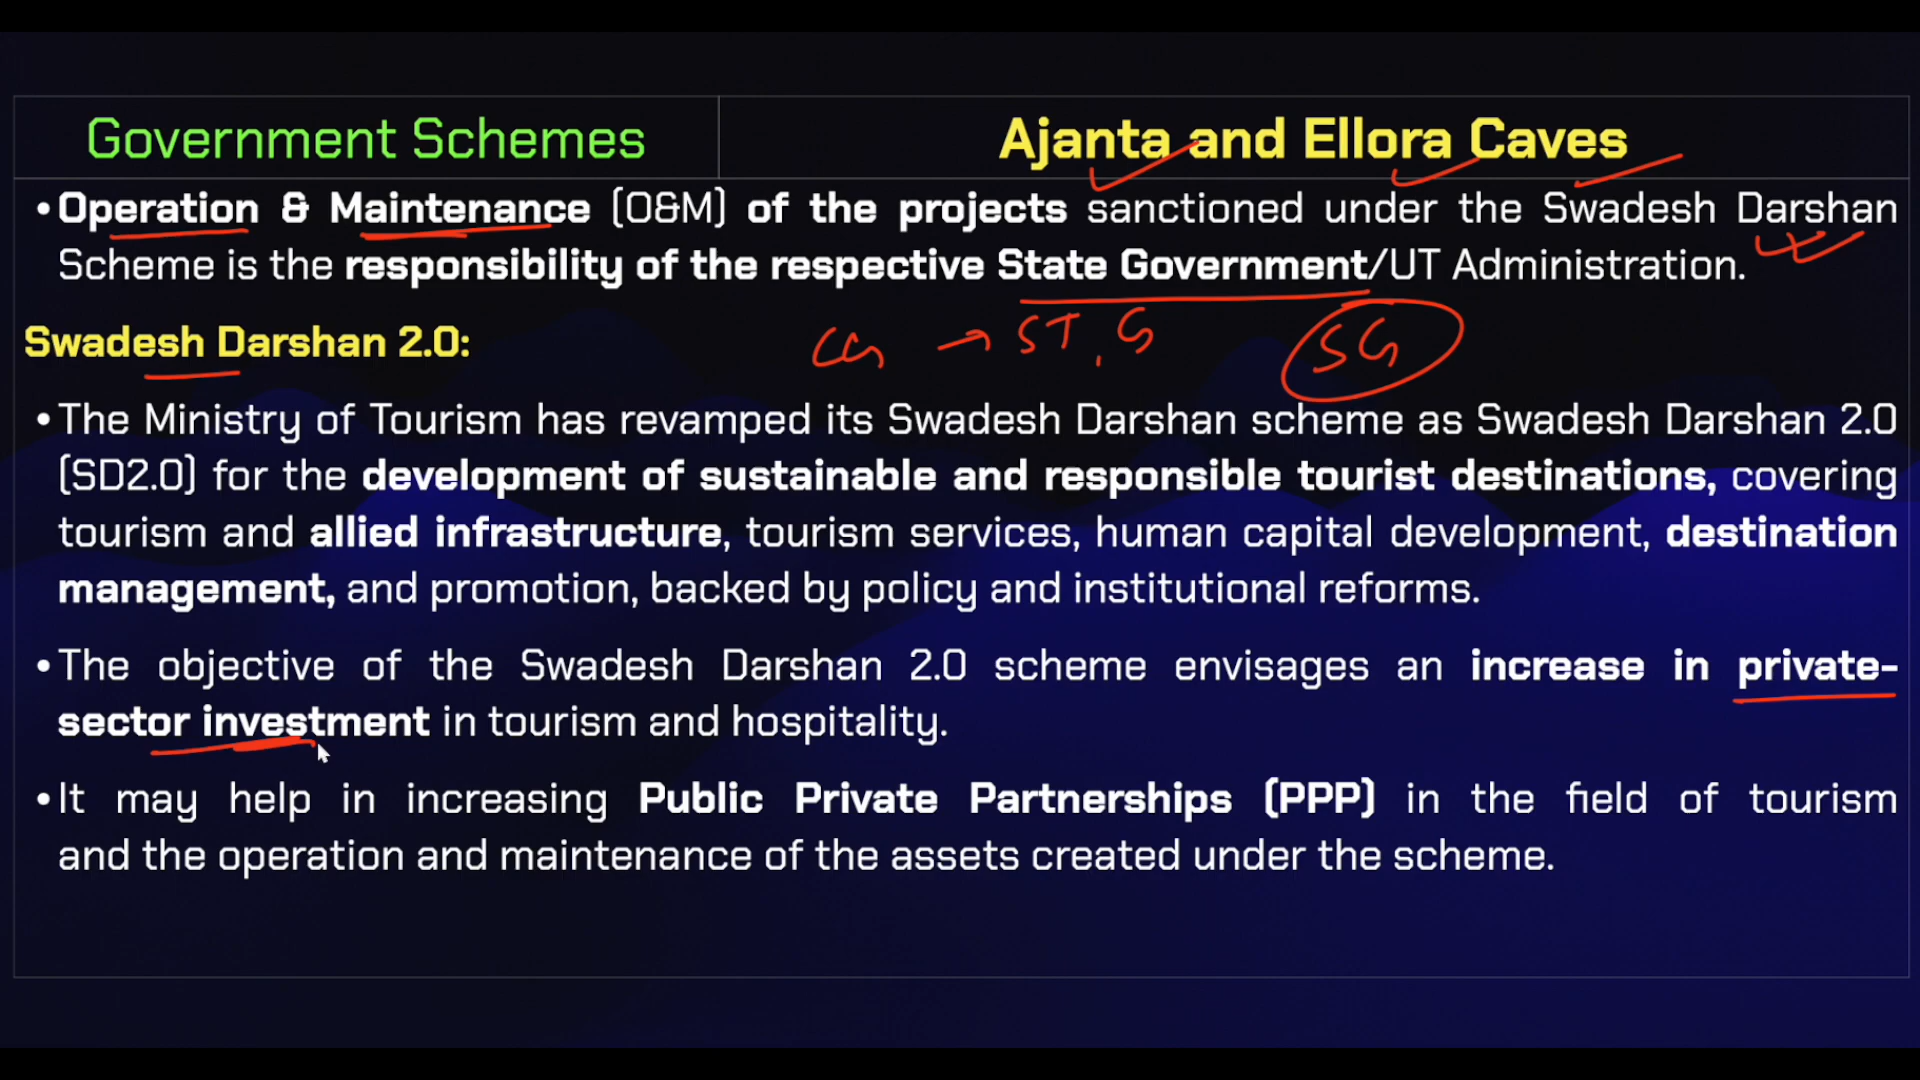 Government Schemes
Ajanta and Ellora Caves
•Operation & Maintenance (O&M) of the projects sanctioned under the Swadesh Darshan
Scheme is the responsibility of the respective State Government/UT Administration.
Swadesh Darshan 2.0:
CG → ST. G SG
•The Ministry of Tourism has revamped its Swadesh Darshan scheme as Swadesh Darshan 2.0
(SD2.0) for the development of sustainable and responsible tourist destinations, covering
tourism and allied infrastructure, tourism services, human capital development, destination
management, and promotion, backed by policy and institutional reforms.
•The objective of the Swadesh Darshan 2.0 scheme envisages an increase in private-
sector investment in tourism and hospitality.
•It may help in increasing Public Private Partnerships (PPP) in the field of tourism
and the operation and maintenance of the assets created under the scheme.